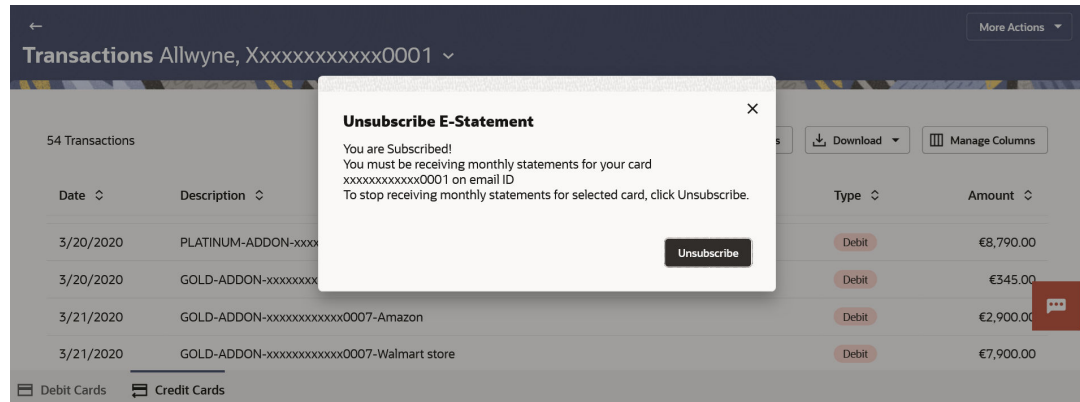 More Actions
Transactions Allwyne, Xxxxxxxxxxxx0001
Unsubscribe E-Statement
You are Subscribed!
You must be receiving monthly statements for your card
xxxxxxxxxxxx0001 on email ID
To stop receiving monthly statements for selected card, click Unsubscribe.
Unsubscribe
54 Transactions
Download
Manage Columns
Date Description Type Amount
3/20/2020 PLATINUM-ADDON-xxxx Debit €8,790.00
3/20/2020 GOLD-ADDON-xxxxxxxx Debit €345.00
3/21/2020 GOLD-ADDON-xxxxxxxxxxxx0007-Amazon Debit €2,900.00
3/21/2020 GOLD-ADDON-xxxxxxxxxxxx0007-Walmart store Debit €7,900.00
Debit Cards Credit Cards